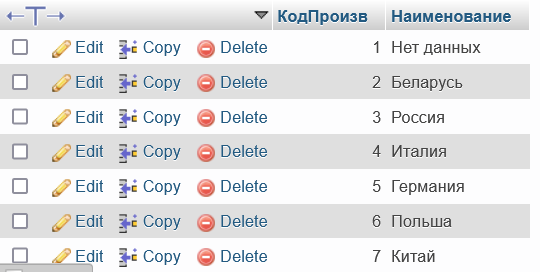 КодПроизв Наименование
Edit Copy Delete 1 Нет данных
Edit Copy Delete 2 Беларусь
Edit Copy Delete 3 Россия
Edit Copy Delete 4 Италия
Edit Copy Delete 5 Германия
Edit Copy Delete 6 Польша
Edit Copy Delete 7 Китай